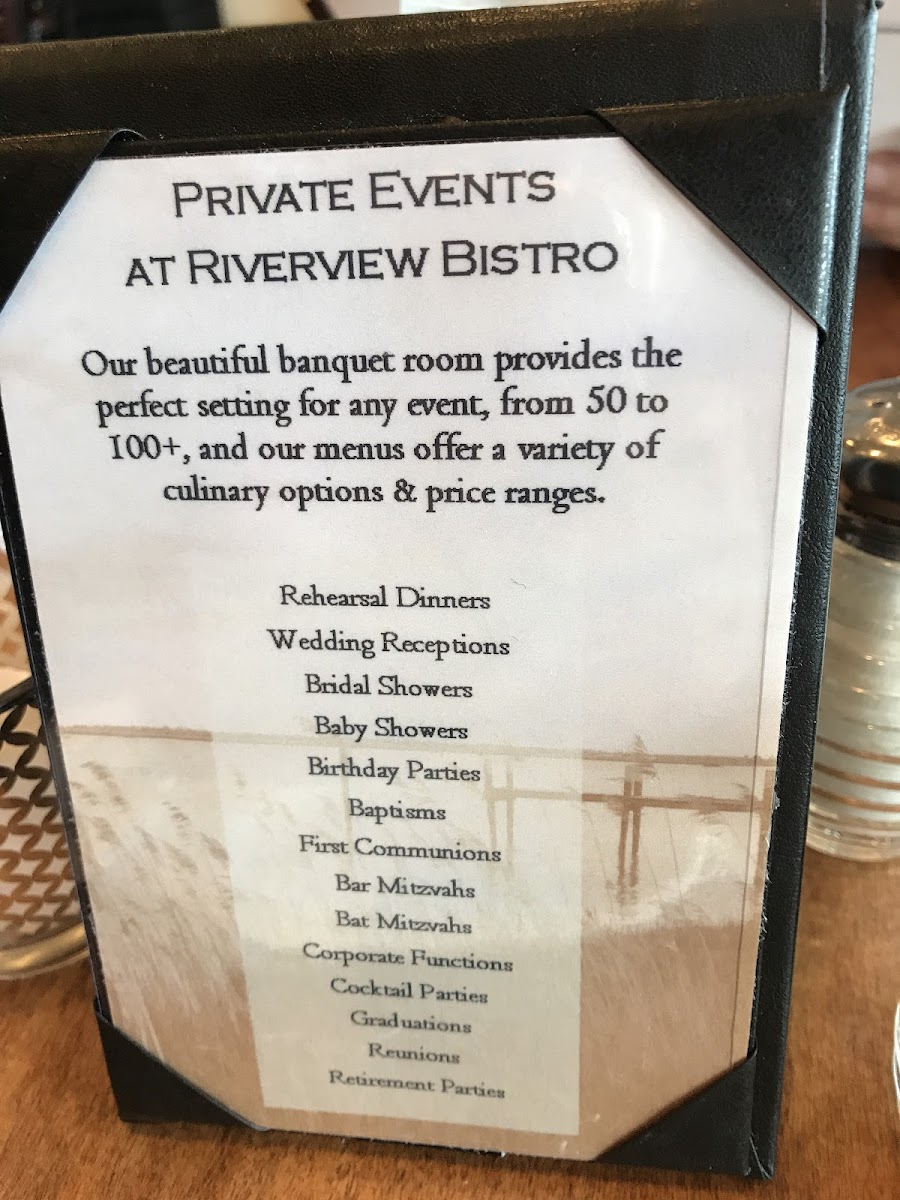 Private Events
at Riverview Bistro
Our beautiful banquet room provides the
perfect setting for any event, from 50 to
100+, and our menus offer a variety of
culinary options & price ranges.
Rehearsal Dinners
Wedding Receptions
Bridal Showers
Baby Showers
Birthday Parties
Baptisms
First Communions
Bar Mitzvahs
Bat Mitzvahs
Corporate Functions
Cocktail Parties
Graduations
Reunions
Retirement Parties